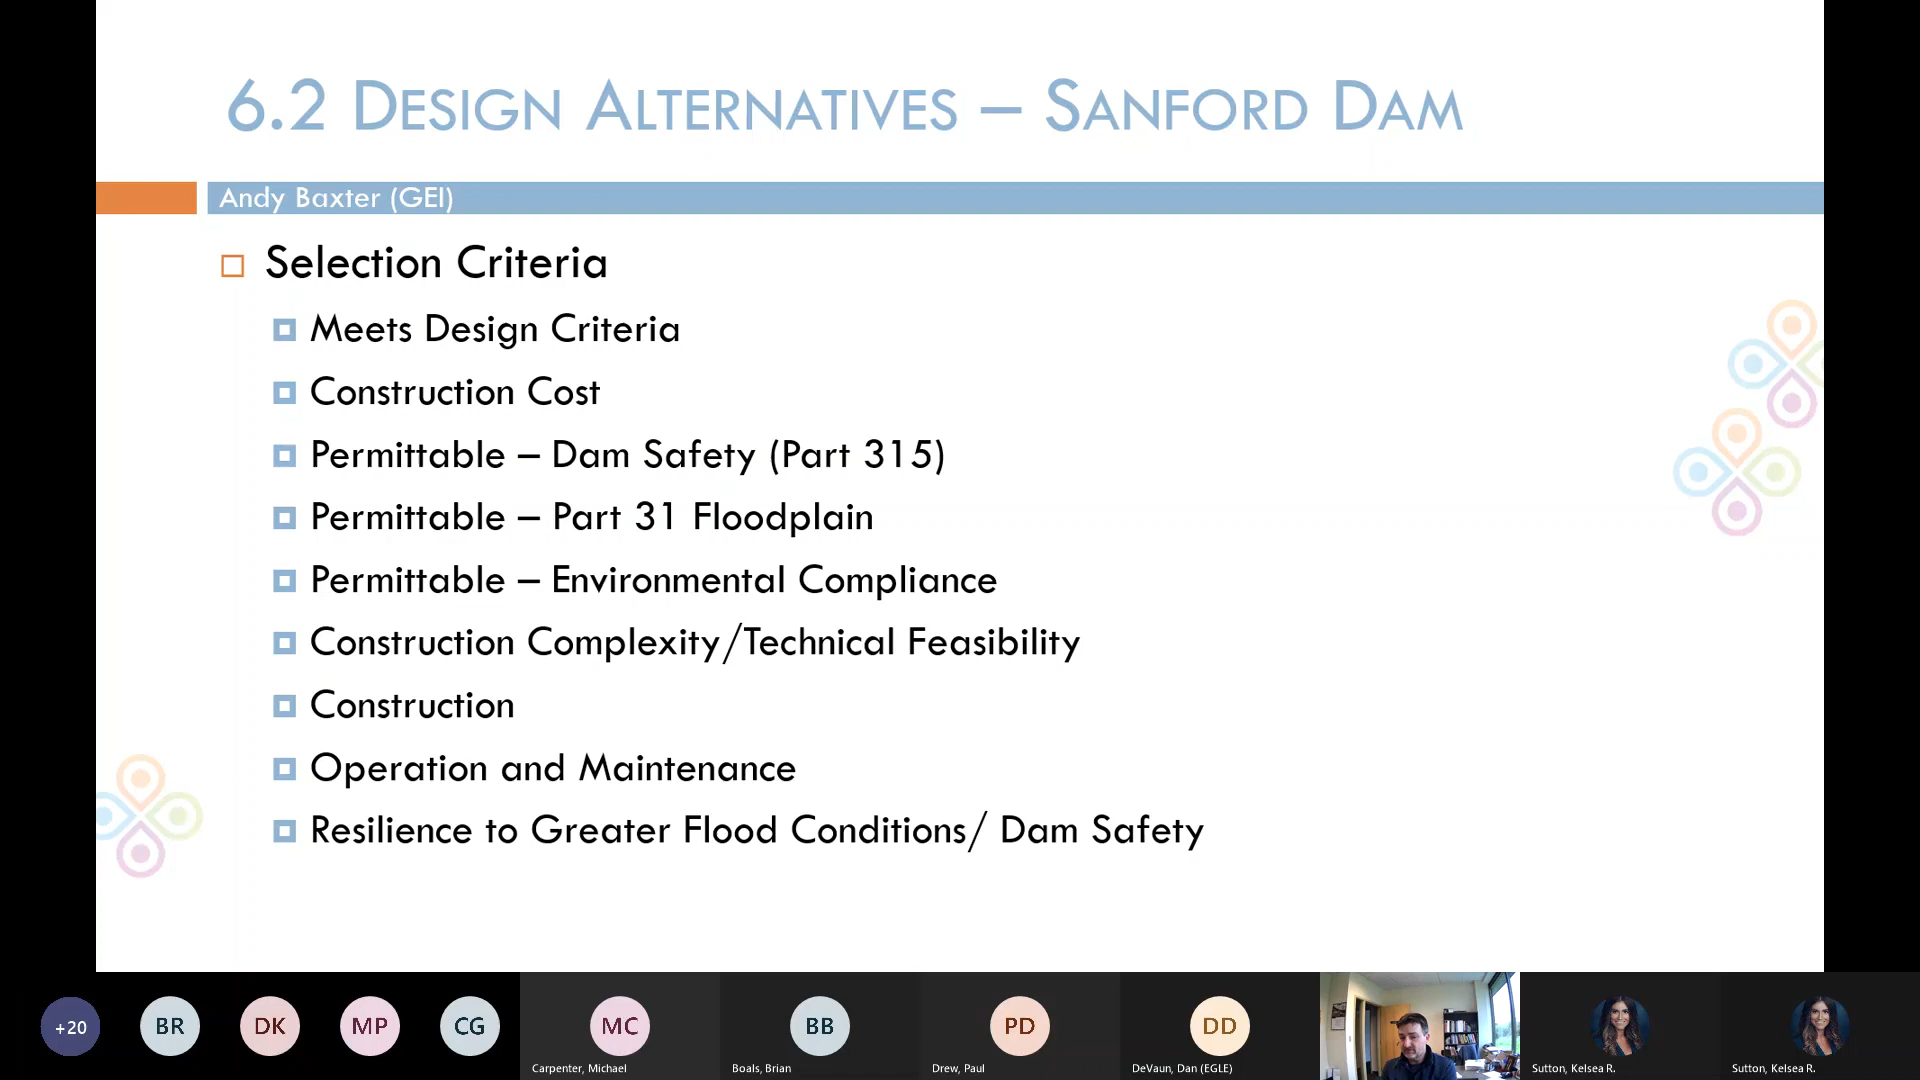 6.2 Design Alternatives – Sanford Dam
Andy Baxter (GEI)
Selection Criteria
Meets Design Criteria
Construction Cost
Permittable – Dam Safety (Part 315)
Permittable – Part 31 Floodplain
Permittable – Environmental Compliance
Construction Complexity/Technical Feasibility
Construction
Operation and Maintenance
Resilience to Greater Flood Conditions/ Dam Safety
+20
BR
DK
MP
CG
MC
BB
PD
DD
Carpenter, Michael
Boals, Brian
Drew, Paul
DeVaun, Dan (EGLE)
Sutton, Kelsea R.
Sutton, Kelsea R.